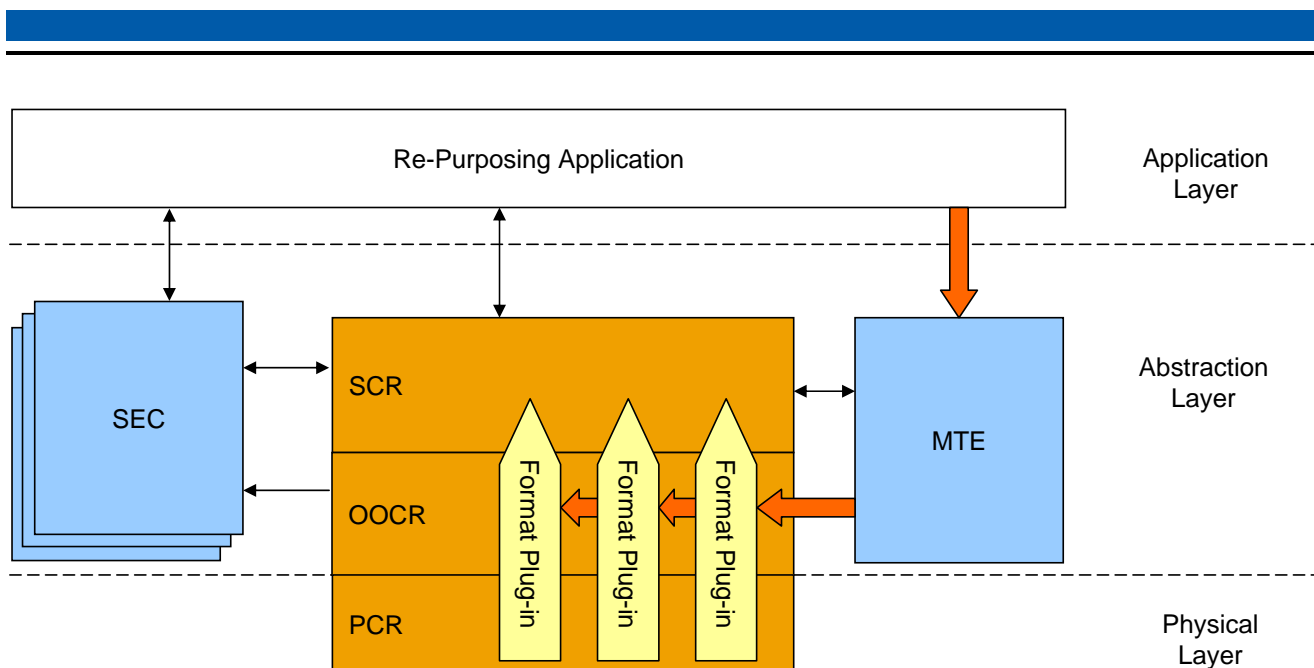 Re-Purposing Application
Application
Layer
SEC
SCR
MTE
Abstraction
Layer
OOCR
Format Plug-in
Format Plug-in
Format Plug-in
PCR
Physical
Layer